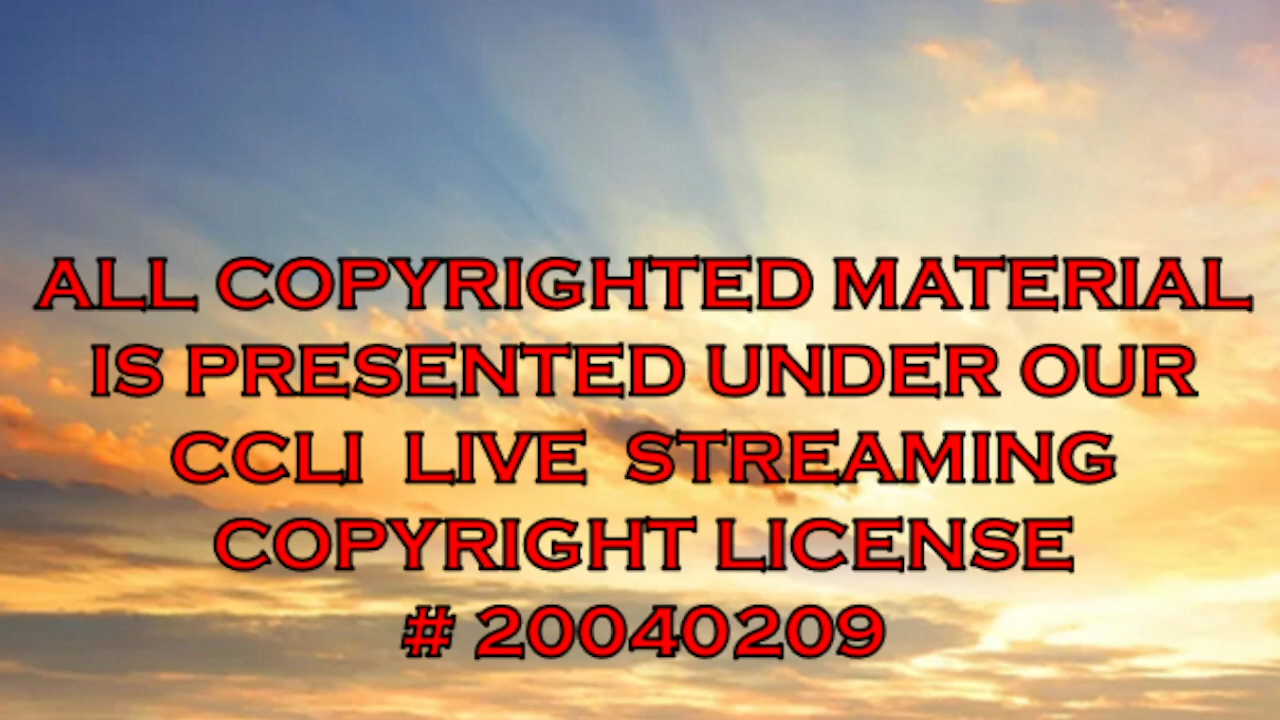 ALL COPYRIGHTED MATERIAL
IS PRESENTED UNDER OUR
CCLI LIVE STREAMING
COPYRIGHT LICENSE
# 20040209